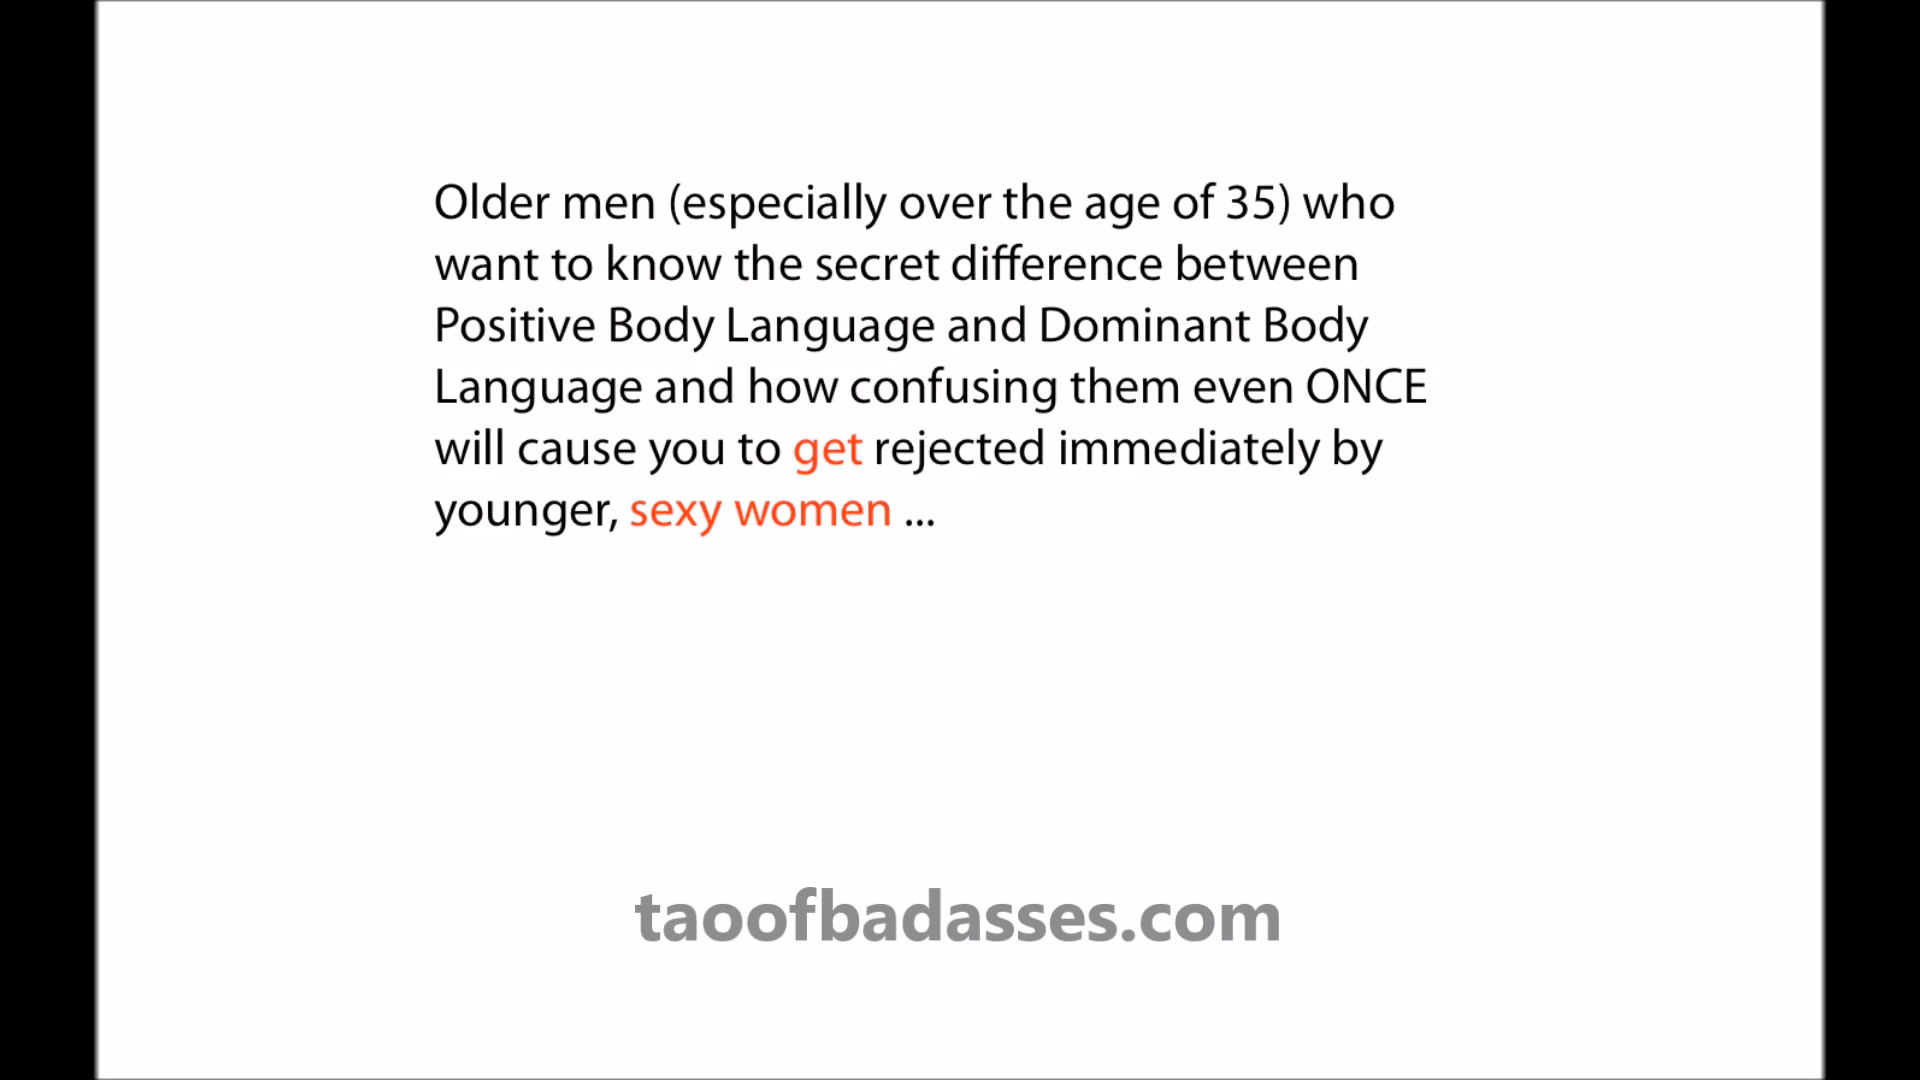 Older men (especially over the age of 35) who
want to know the secret difference between
Positive Body Language and Dominant Body
Language and how confusing them even ONCE
will cause you to get rejected immediately by
younger, sexy women ...
taoofbadasses.com